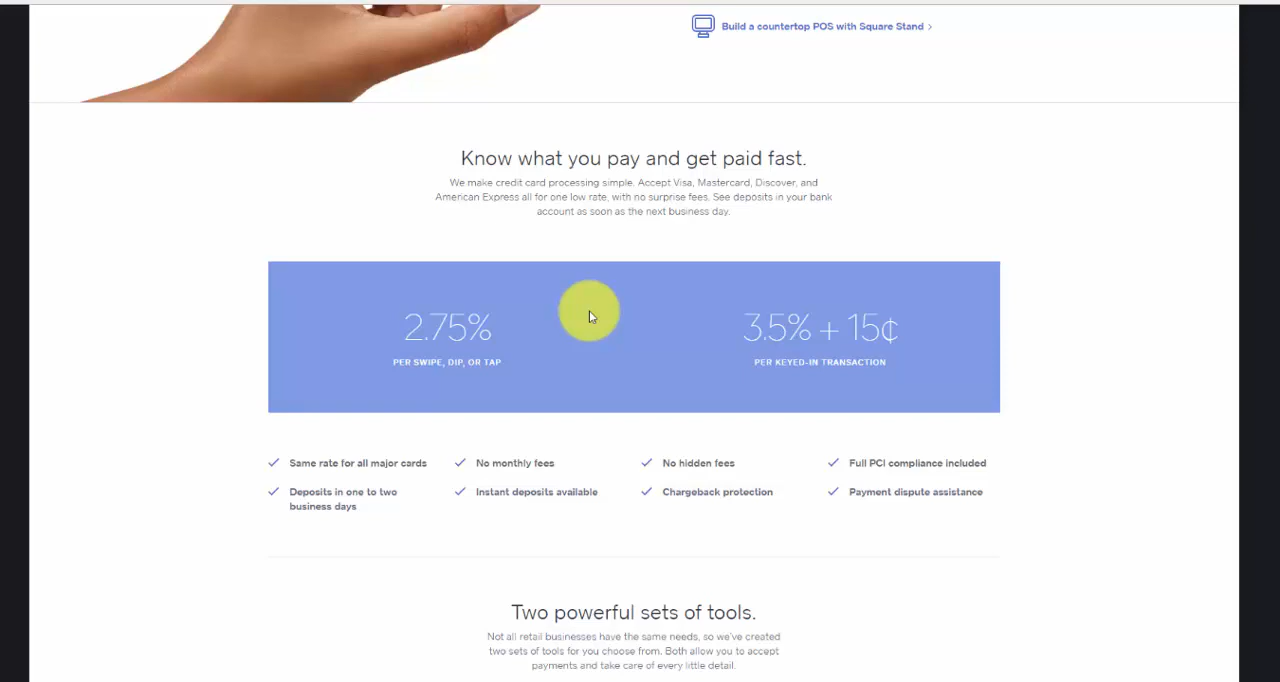 Build a countertop POS with Square Stand >
Know what you pay and get paid fast.
We make credit card processing simple. Accept Visa, Mastercard, Discover, and
American Express all for one low rate, with no surprise fees. See deposits in your bank
account as soon as the next business day.
2.75%
PER SWIPE, DIP, OR TAP
3.5% + 15¢
PER KEYED-IN TRANSACTION
Same rate for all major cards
No monthly fees
No hidden fees
Full PCI compliance included
Deposits in one to two
business days
Instant deposits available
Chargeback protection
Payment dispute assistance
Two powerful sets of tools.
Not all retail businesses have the same needs, so we've created
two sets of tools for you choose from. Both allow you to accept
payments and take care of every little detail.